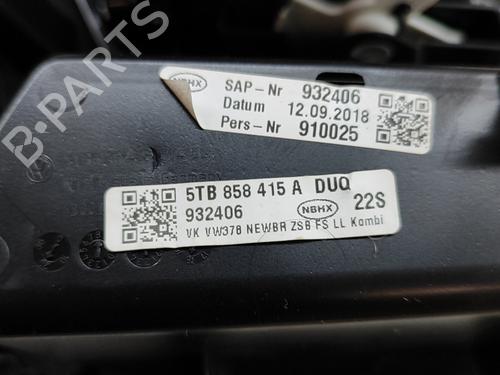 NBHX
SAP-Nr 932406
Datum 12.09.2018
Pers-Nr 910025
5TB 858 415 A DUQ
932406
NBHX
22S
VK VW378 NEWBR ZSB FS LL Kombi
B-PARTS